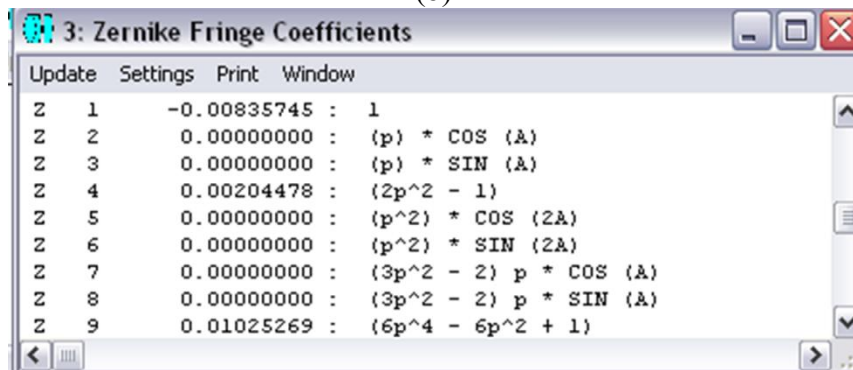 3: Zernike Fringe Coefficients
Update Settings Print Window
Z 1 -0.00835745 : 1
Z 2 0.00000000 : (p) * COS (A)
Z 3 0.00000000 : (p) * SIN (A)
Z 4 0.00204478 : (2p^2 - 1)
Z 5 0.00000000 : (p^2) * COS (2A)
Z 6 0.00000000 : (p^2) * SIN (2A)
Z 7 0.00000000 : (3p^2 - 2) p * COS (A)
Z 8 0.00000000 : (3p^2 - 2) p * SIN (A)
Z 9 0.01025269 : (6p^4 - 6p^2 + 1)